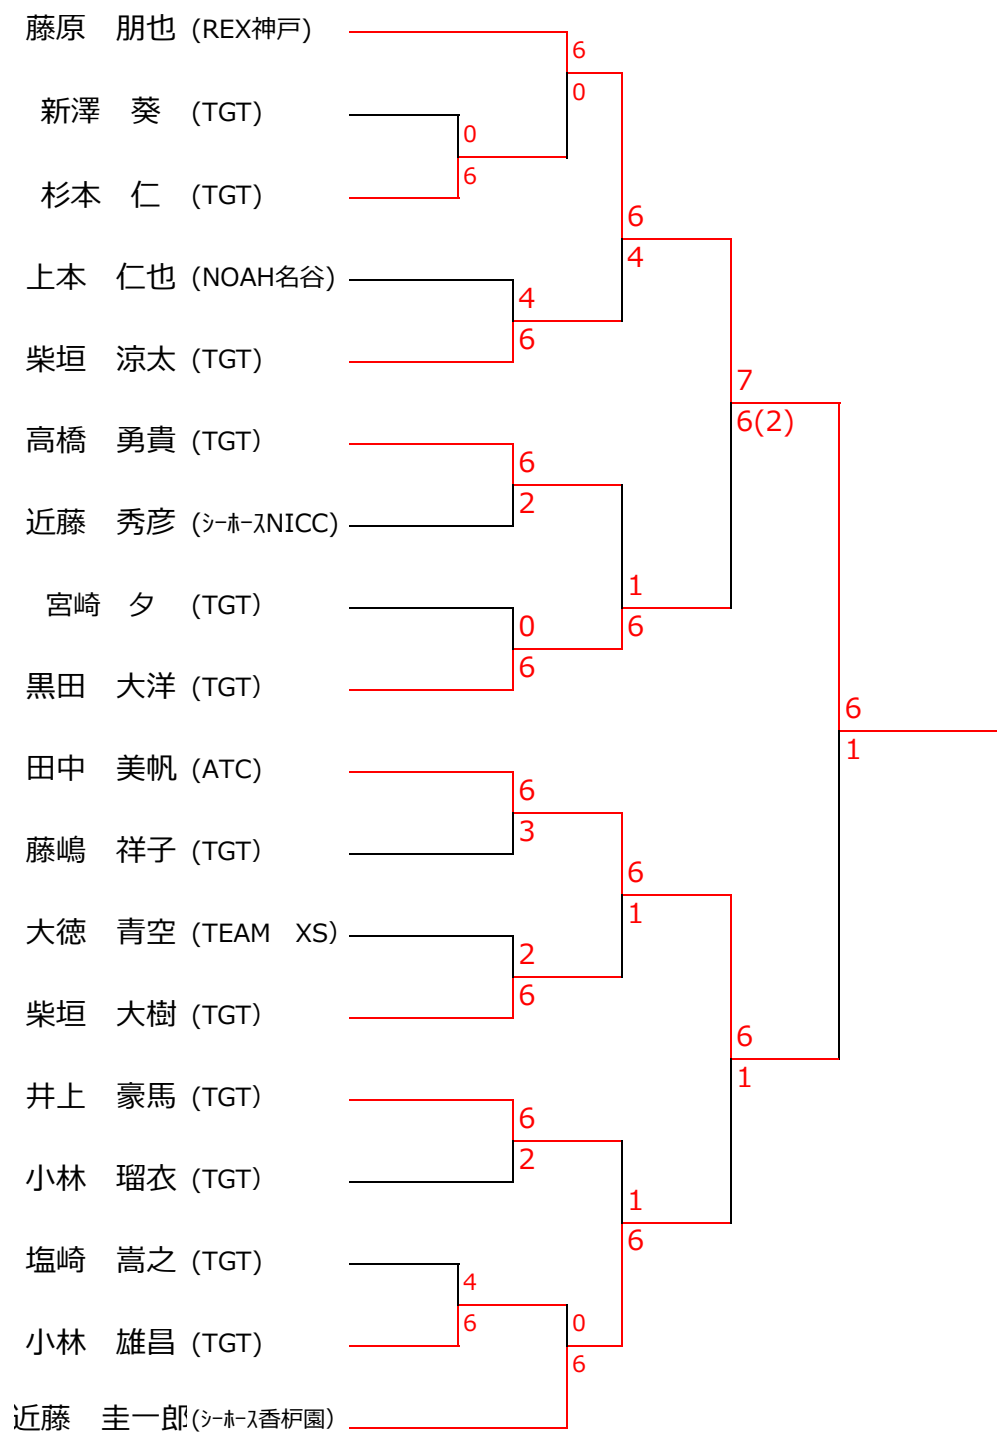 藤原　朋也 (REX神戸)
6
0
新澤　葵 (TGT)
0
6
杉本　仁 (TGT)
6
4
上本　仁也 (NOAH名谷)
4
6
柴垣　涼太 (TGT)
7
6(2)
高橋　勇貴 (TGT)
6
2
近藤　秀彦 (ｼｰﾎｰｽNICC)
宮崎　夕 (TGT)
1
6
0
6
黒田　大洋 (TGT)
6
1
田中　美帆 (ATC)
6
3
藤嶋　祥子 (TGT)
6
1
大徳　青空 (TEAM　XS)
2
6
柴垣　大樹 (TGT)
6
1
井上　豪馬 (TGT)
6
2
小林　瑠衣 (TGT)
1
6
塩崎　嵩之 (TGT)
4
6
小林　雄昌 (TGT)
0
6
近藤　圭一郎 (ｼｰﾎｰｽ香枦園)